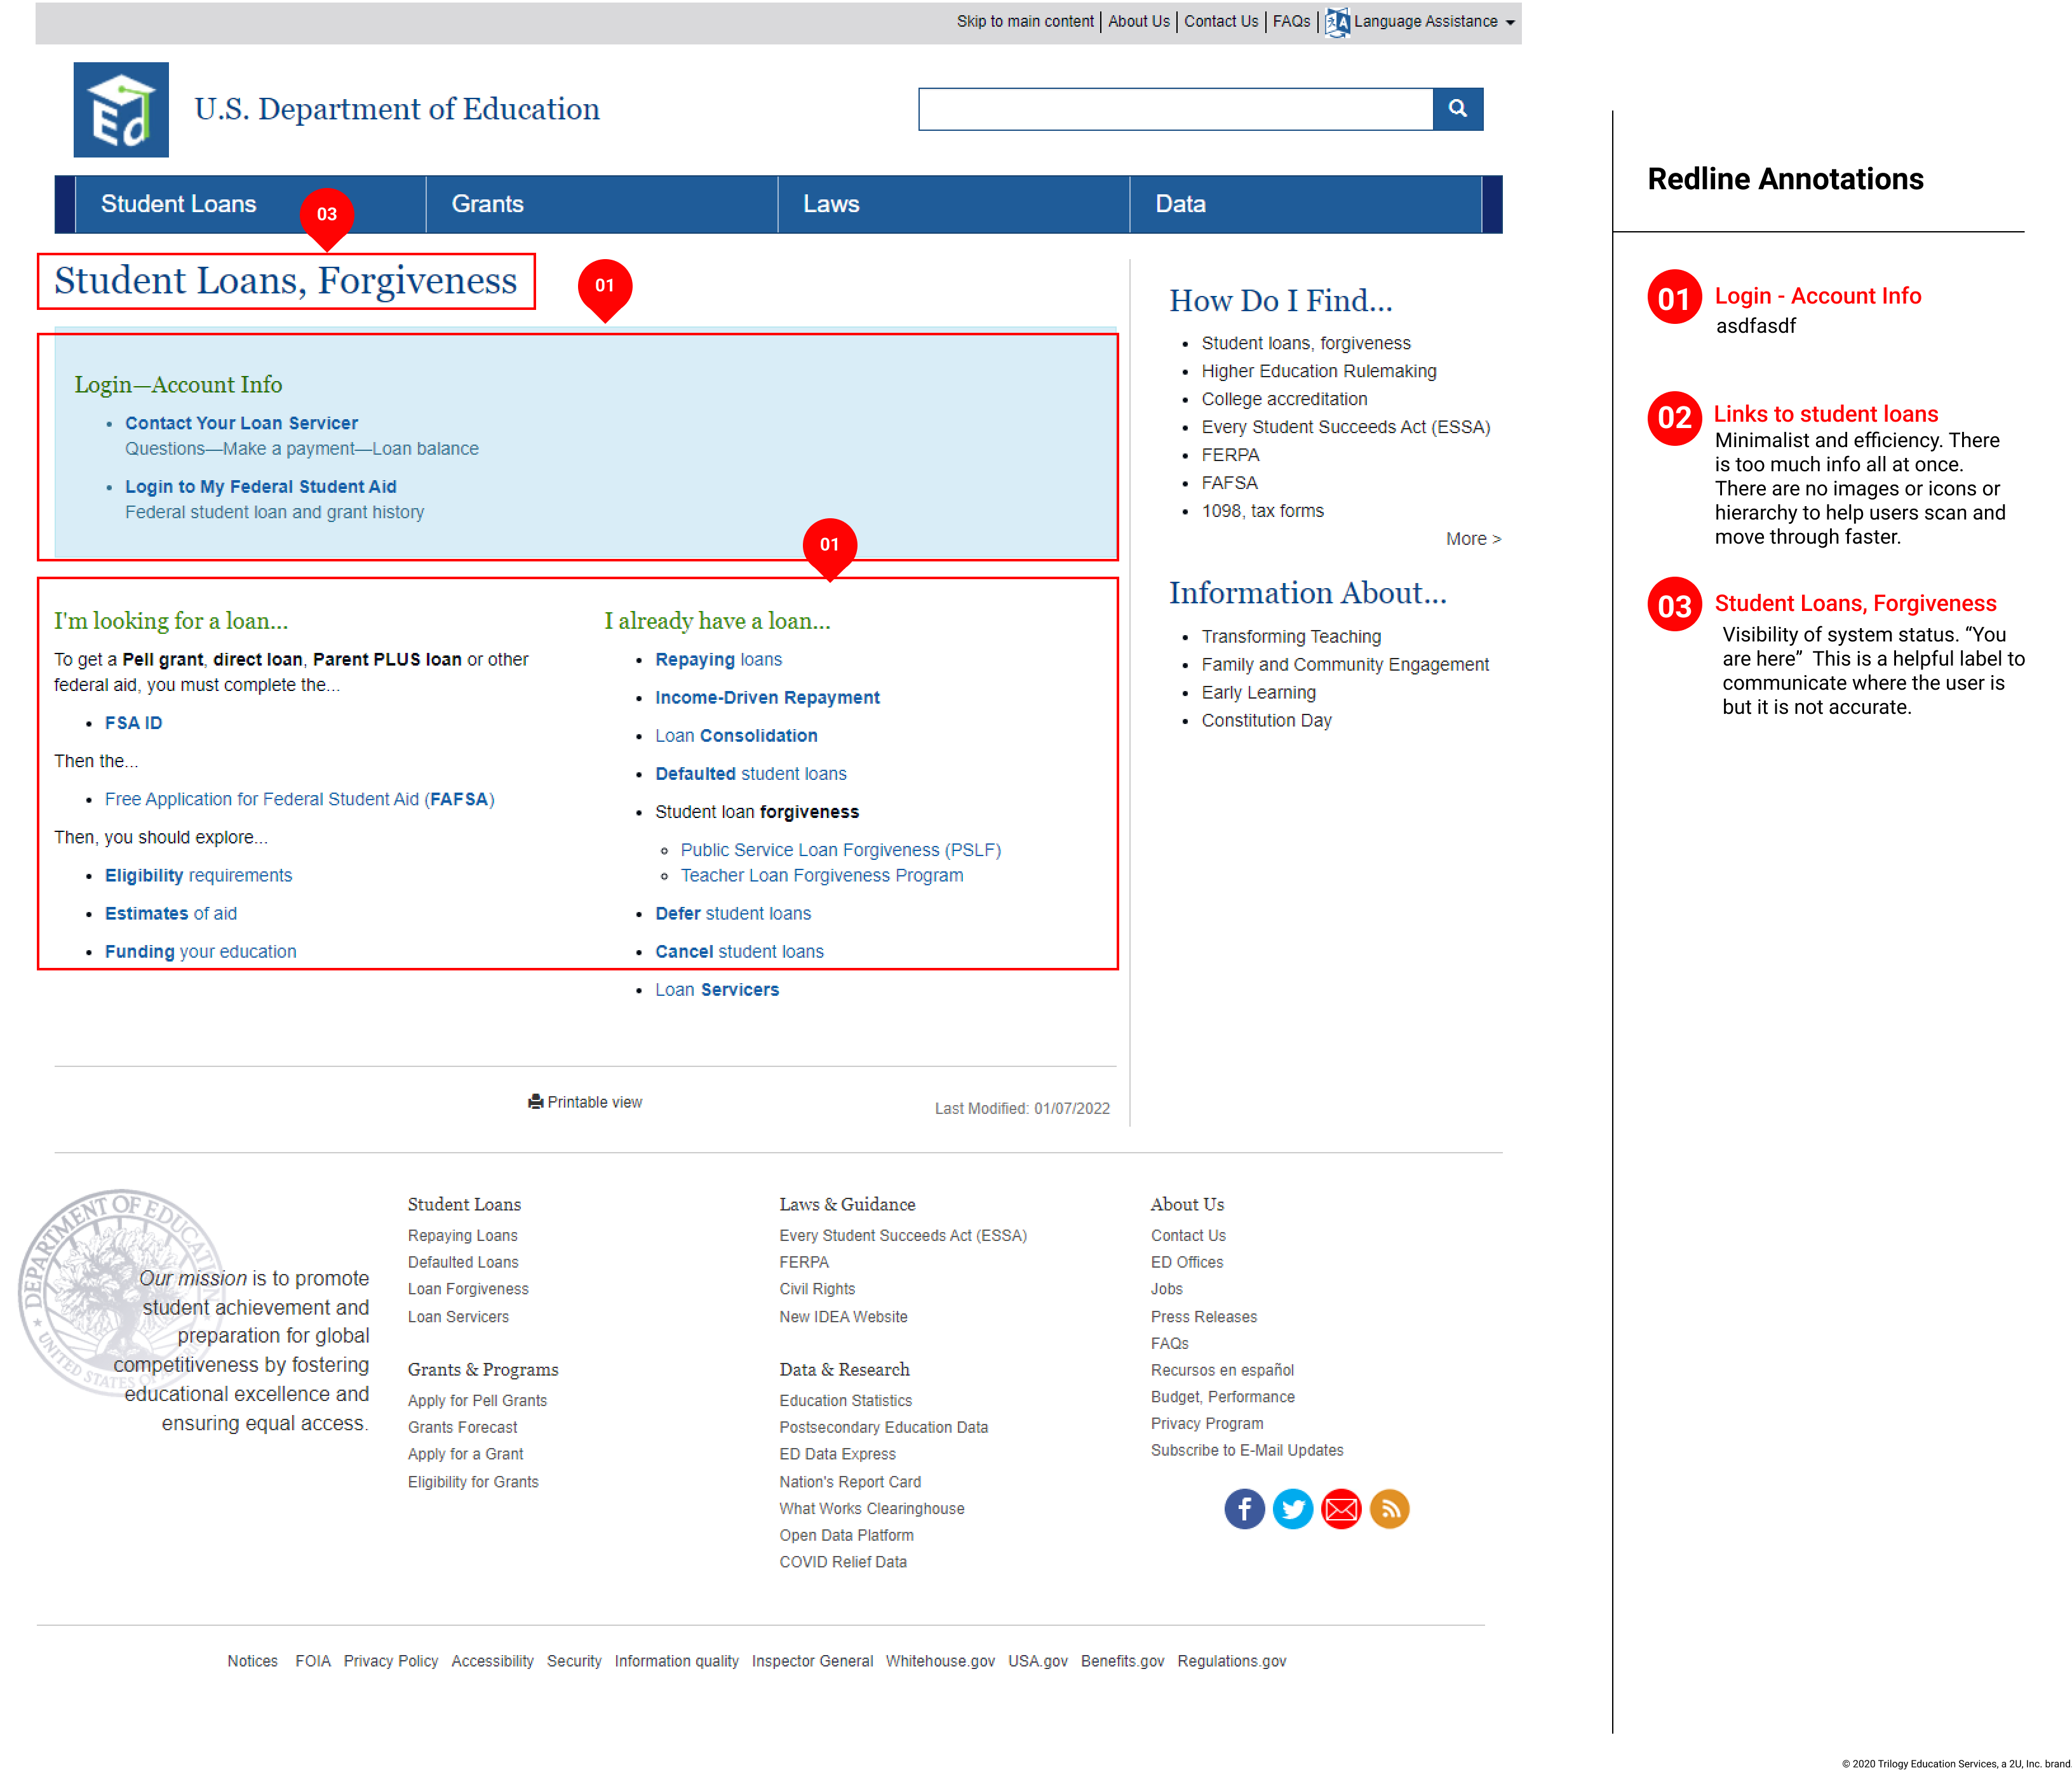 Skip to main content | About Us | Contact Us | FAQs | Language Assistance
Ed
U.S. Department of Education
Student Loans
Grants
Laws
Data
03
Student Loans, Forgiveness
01
Login—Account Info
• Contact Your Loan Servicer
Questions—Make a payment—Loan balance
• Login to My Federal Student Aid
Federal student loan and grant history
01
I'm looking for a loan...
To get a Pell grant, direct loan, Parent PLUS loan or other
federal aid, you must complete the...
• FSA ID
Then the...
• Free Application for Federal Student Aid (FAFSA)
Then, you should explore...
• Eligibility requirements
• Estimates of aid
• Funding your education
I already have a loan...
• Repaying loans
• Income-Driven Repayment
• Loan Consolidation
• Defaulted student loans
• Student loan forgiveness
Public Service Loan Forgiveness (PSLF)
Teacher Loan Forgiveness Program
• Defer student loans
• Cancel student loans
• Loan Servicers
How Do I Find...
• Student loans, forgiveness
• Higher Education Rulemaking
• College accreditation
• Every Student Succeeds Act (ESSA)
• FERPA
• FAFSA
• 1098, tax forms
More >
Information About...
• Transforming Teaching
• Family and Community Engagement
• Early Learning
• Constitution Day
Printable view
Last Modified: 01/07/2022
DEPARTMENT OF EDUCATION
UNITED STATES OF
Our mission is to promote
student achievement and
preparation for global
competitiveness by fostering
educational excellence and
ensuring equal access.
Student Loans
Repaying Loans
Defaulted Loans
Loan Forgiveness
Loan Servicers
Grants & Programs
Apply for Pell Grants
Grants Forecast
Apply for a Grant
Eligibility for Grants
Laws & Guidance
Every Student Succeeds Act (ESSA)
FERPA
Civil Rights
New IDEA Website
Data & Research
Education Statistics
Postsecondary Education Data
ED Data Express
Nation's Report Card
What Works Clearinghouse
Open Data Platform
COVID Relief Data
About Us
Contact Us
ED Offices
Jobs
Press Releases
FAQs
Recursos en español
Budget, Performance
Privacy Program
Subscribe to E-Mail Updates
Notices FOIA Privacy Policy Accessibility Security Information quality Inspector General Whitehouse.gov USA.gov Benefits.gov Regulations.gov
Redline Annotations
01 Login - Account Info
asdfasdf
02 Links to student loans
Minimalist and efficiency. There
is too much info all at once.
There are no images or icons or
hierarchy to help users scan and
move through faster.
03 Student Loans, Forgiveness
Visibility of system status. “You
are here” This is a helpful label to
communicate where the user is
but it is not accurate.
© 2020 Trilogy Education Services, a 2U, Inc. brand